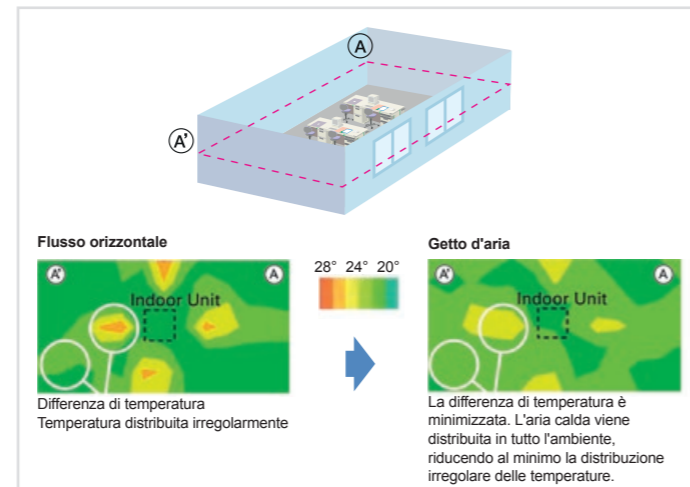 A
A'
Flusso orizzontale
Getto d'aria
A'
A
Indoor Unit
28° 24° 20°
A'
A
Indoor Unit
Differenza di temperatura
Temperatura distribuita irregolarmente
La differenza di temperatura è
minimizzata. L'aria calda viene
distribuita in tutto l'ambiente,
riducendo al minimo la distribuzione
irregolare delle temperature.